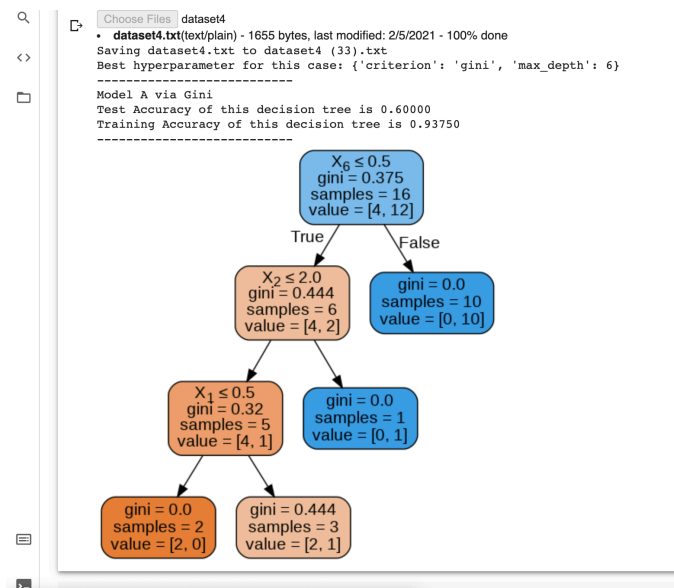 Choose Files dataset4
• dataset4.txt(text/plain) - 1655 bytes, last modified: 2/5/2021 - 100% done
Saving dataset4.txt to dataset4 (33).txt
Best hyperparameter for this case: {'criterion': 'gini', 'max_depth': 6}
---------------------------
Model A via Gini
Test Accuracy of this decision tree is 0.60000
Training Accuracy of this decision tree is 0.93750
---------------------------
X₆ ≤ 0.5
gini = 0.375
samples = 16
value = [4, 12]
True
False
X₂ ≤ 2.0
gini = 0.444
samples = 6
value = [4, 2]
gini = 0.0
samples = 10
value = [0, 10]
X₁ ≤ 0.5
gini = 0.32
samples = 5
value = [4, 1]
gini = 0.0
samples = 1
value = [0, 1]
gini = 0.0
samples = 2
value = [2, 0]
gini = 0.444
samples = 3
value = [2, 1]